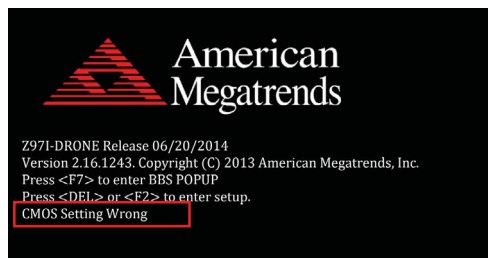 American
Megatrends
Z97I-DRONE Release 06/20/2014
Version 2.16.1243. Copyright (C) 2013 American Megatrends, Inc.
Press <F7> to enter BBS POPUP
Press <DEL> or <F2> to enter setup.
CMOS Setting Wrong